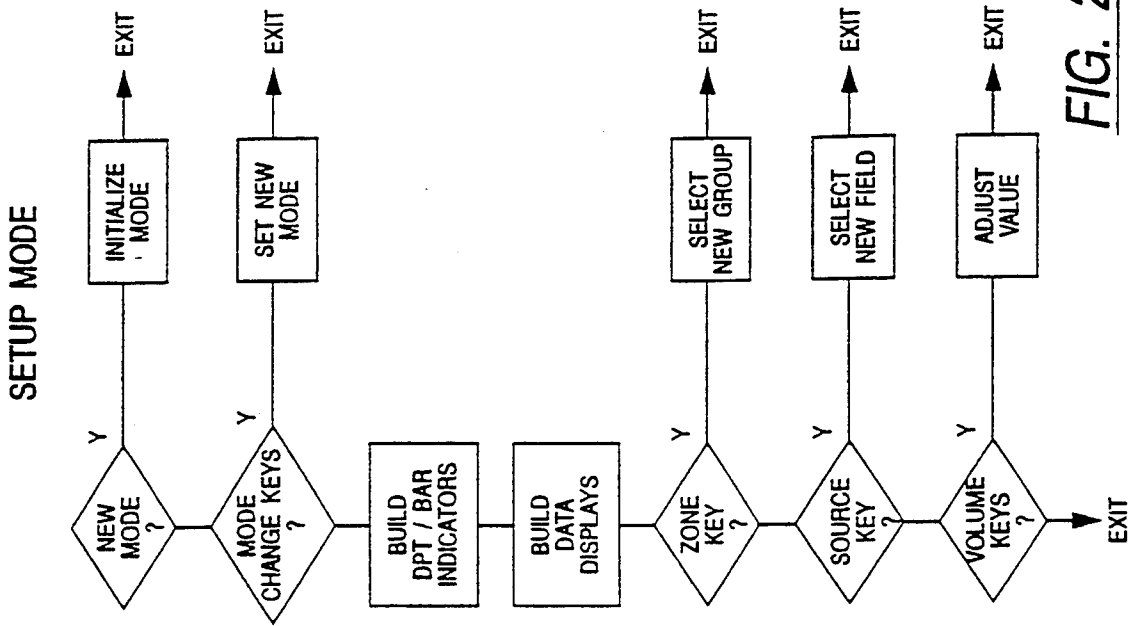 SETUP MODE
NEW
MODE
?
Y
INITIALIZE
MODE
EXIT
MODE
CHANGE KEYS
?
Y
SET NEW
MODE
EXIT
BUILD
DPT / BAR
INDICATORS
BUILD
DATA
DISPLAYS
ZONE
KEY
?
Y
SELECT
NEW GROUP
EXIT
SOURCE
KEY ?
Y
SELECT
NEW FIELD
EXIT
VOLUME
KEYS
?
Y
ADJUST
VALUE
EXIT
EXIT
FIG.